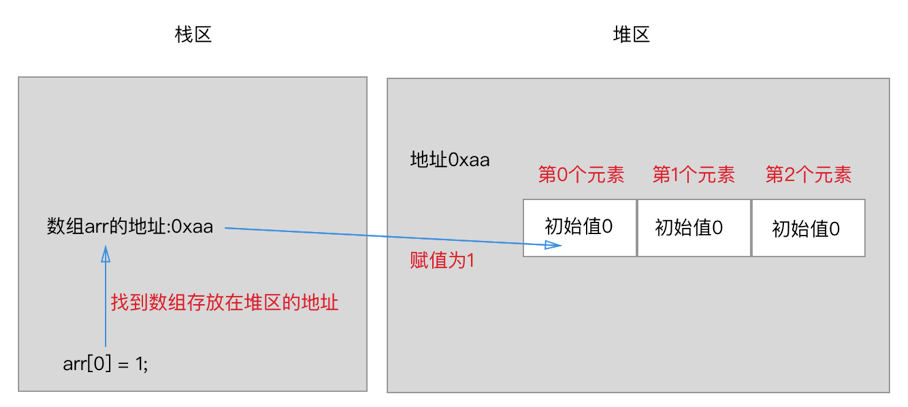 栈区
堆区
地址0xaa
第0个元素
第1个元素
第2个元素
数组arr的地址:0xaa
初始值0
初始值0
初始值0
赋值为1
找到数组存放在堆区的地址
arr[0] = 1;